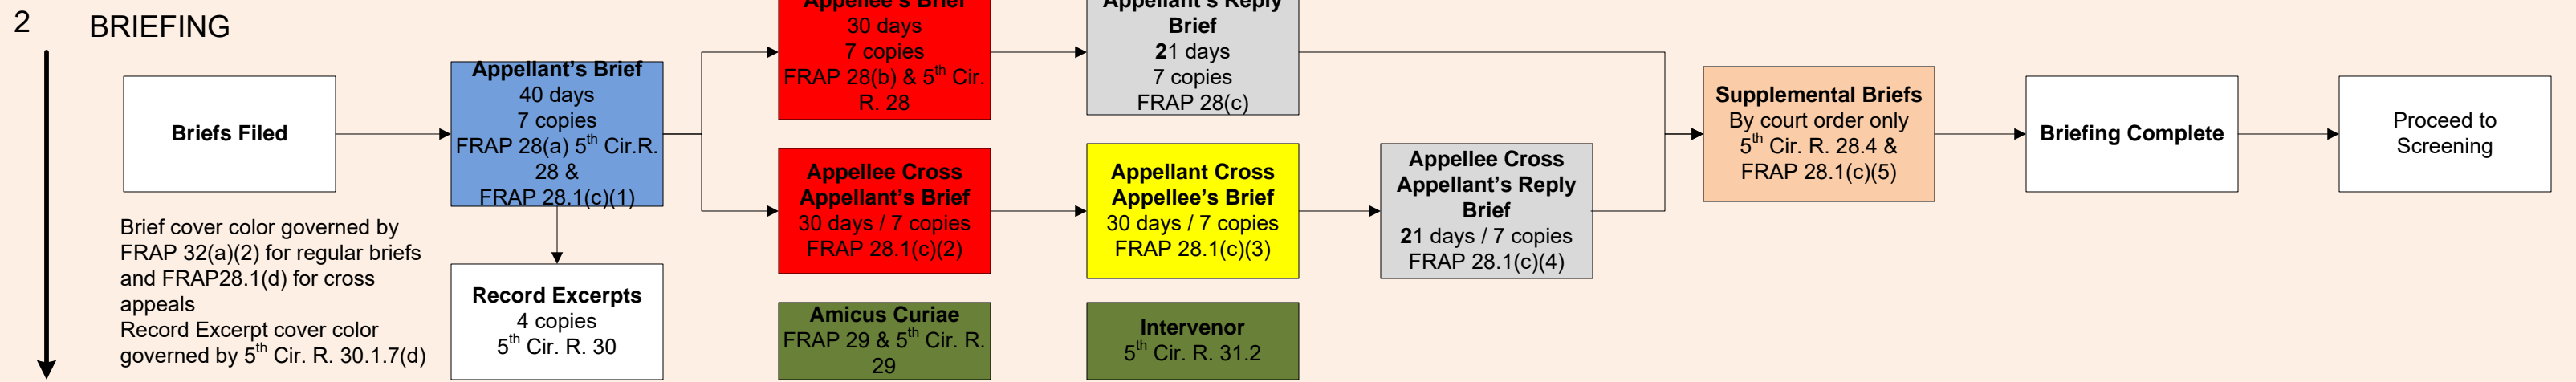 2 BRIEFING
Briefs Filed
Brief cover color governed by
FRAP 32(a)(2) for regular briefs
and FRAP28.1(d) for cross
appeals
Record Excerpt cover color
governed by 5th Cir. R. 30.1.7(d)
Appellant's Brief
40 days
7 copies
FRAP 28(a) 5th Cir.R.
28 &
FRAP 28.1(c)(1)
Record Excerpts
4 copies
5th Cir. R. 30
Appellee's Brief
30 days
7 copies
FRAP 28(b) & 5th Cir.
R. 28
Appellant's Reply
Brief
21 days
7 copies
FRAP 28(c)
Appellee Cross
Appellant's Brief
30 days / 7 copies
FRAP 28.1(c)(2)
Appellant Cross
Appellee's Brief
30 days / 7 copies
FRAP 28.1(c)(3)
Appellee Cross
Appellant's Reply
Brief
21 days / 7 copies
FRAP 28.1(c)(4)
Amicus Curiae
FRAP 29 & 5th Cir. R.
29
Intervenor
5th Cir. R. 31.2
Supplemental Briefs
By court order only
5th Cir. R. 28.4 &
FRAP 28.1(c)(5)
Briefing Complete
Proceed to
Screening